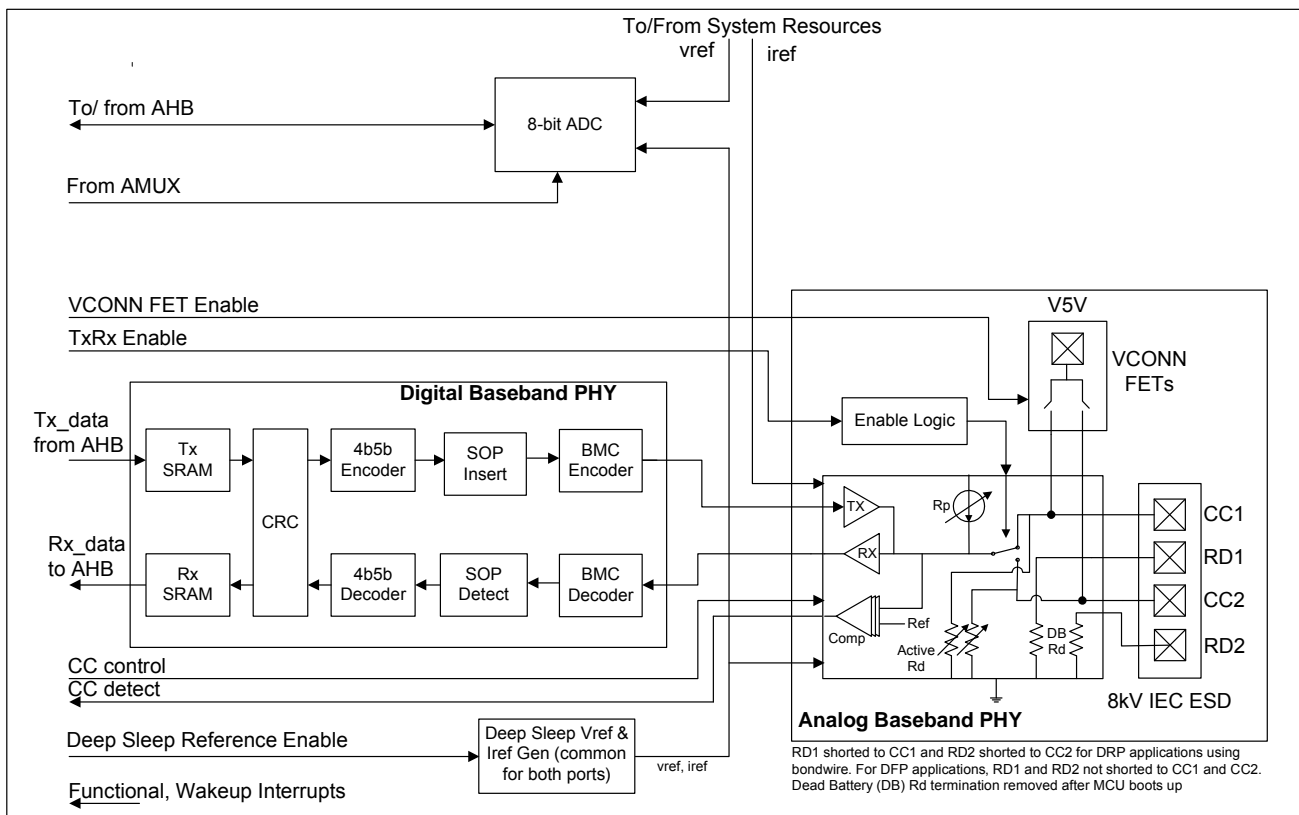 To/From System Resources
vref
iref
To/ from AHB
8-bit ADC
From AMUX
VCONN FET Enable
TxRx Enable
V5V
VCONN
FETs
Digital Baseband PHY
Enable Logic
Tx_data
from AHB
Tx
SRAM
CRC
4b5b
Encoder
SOP
Insert
BMC
Encoder
TX
Rp
CC1
Rx_data
to AHB
Rx
SRAM
4b5b
Decoder
SOP
Detect
BMC
Decoder
RX
RD1
CC2
Comp
Ref
Active
Rd
DB
Rd
RD2
CC control
CC detect
8kV IEC ESD
Analog Baseband PHY
Deep Sleep Reference Enable
Deep Sleep Vref &
Iref Gen (common
for both ports)
vref, iref
RD1 shorted to CC1 and RD2 shorted to CC2 for DRP applications using
bondwire. For DFP applications, RD1 and RD2 not shorted to CC1 and CC2.
Dead Battery (DB) Rd termination removed after MCU boots up
Functional, Wakeup Interrupts